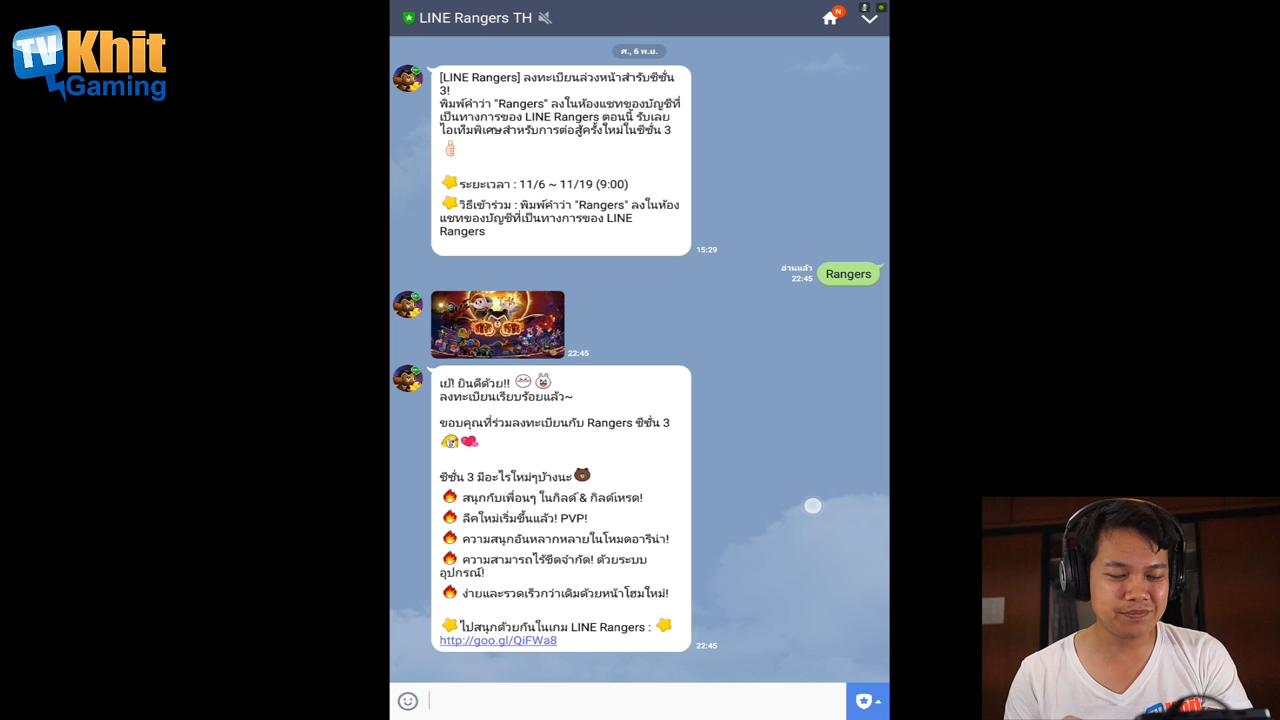 TV Khit
Gaming
LINE Rangers TH
N
ศ., 6 พ.ย.
[LINE Rangers] ลงทะเบียนล่วงหน้าสำหรับซีซั่น
3!
พิมพ์คำว่า "Rangers" ลงในห้องแชทของบัญชีที่
เป็นทางการของ LINE Rangers ตอนนี้ รับเลย
ไอเท็มพิเศษสำหรับการต่อสู้ครั้งใหม่ในซีซั่น 3
ระยะเวลา : 11/6 ~ 11/19 (9:00)
วิธีเข้าร่วม : พิมพ์คำว่า "Rangers" ลงในห้อง
แชทของบัญชีที่เป็นทางการของ LINE
Rangers
15:29
อ่านแล้ว
22:45
Rangers
22:45
เย้! ยินดีด้วย!!
ลงทะเบียนเรียบร้อยแล้ว~
ขอบคุณที่ร่วมลงทะเบียนกับ Rangers ซีซั่น 3
ซีซั่น 3 มีอะไรใหม่ๆบ้างนะ
สนุกกับเพื่อนๆ ในกิลด์ & กิลด์เหรด!
ลีคใหม่เริ่มขึ้นแล้ว! PVP!
ความสนุกอันหลากหลายในโหมดอารีน่า!
ความสามารถไร้ขีดจำกัด! ด้วยระบบ
อุปกรณ์!
ง่ายและรวดเร็วกว่าเดิมด้วยหน้าโฮมใหม่!
ไปสนุกด้วยกันในเกม LINE Rangers :
http://goo.gl/QiFWa8
22:45